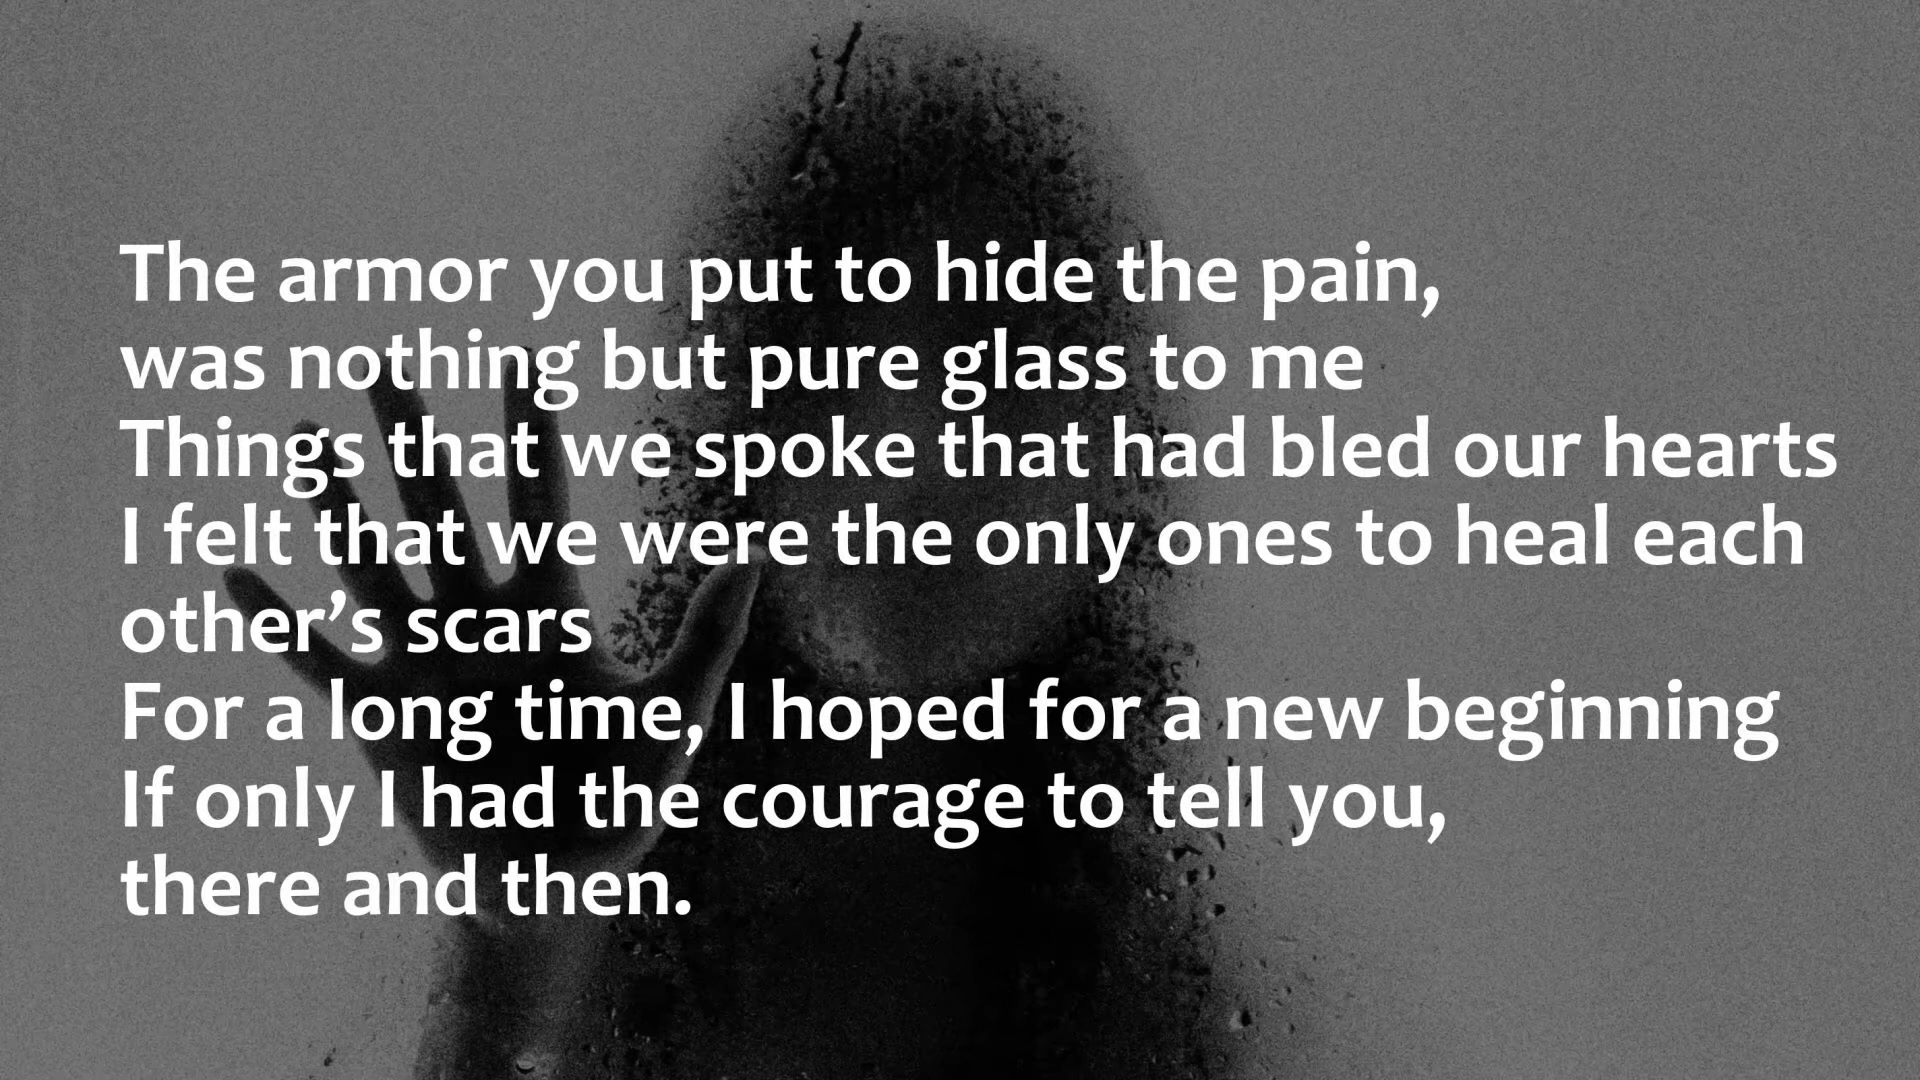 The armor you put to hide the pain,
was nothing but pure glass to me
Things that we spoke that had bled our hearts
I felt that we were the only ones to heal each
other’s scars
For a long time, I hoped for a new beginning
If only I had the courage to tell you,
there and then.